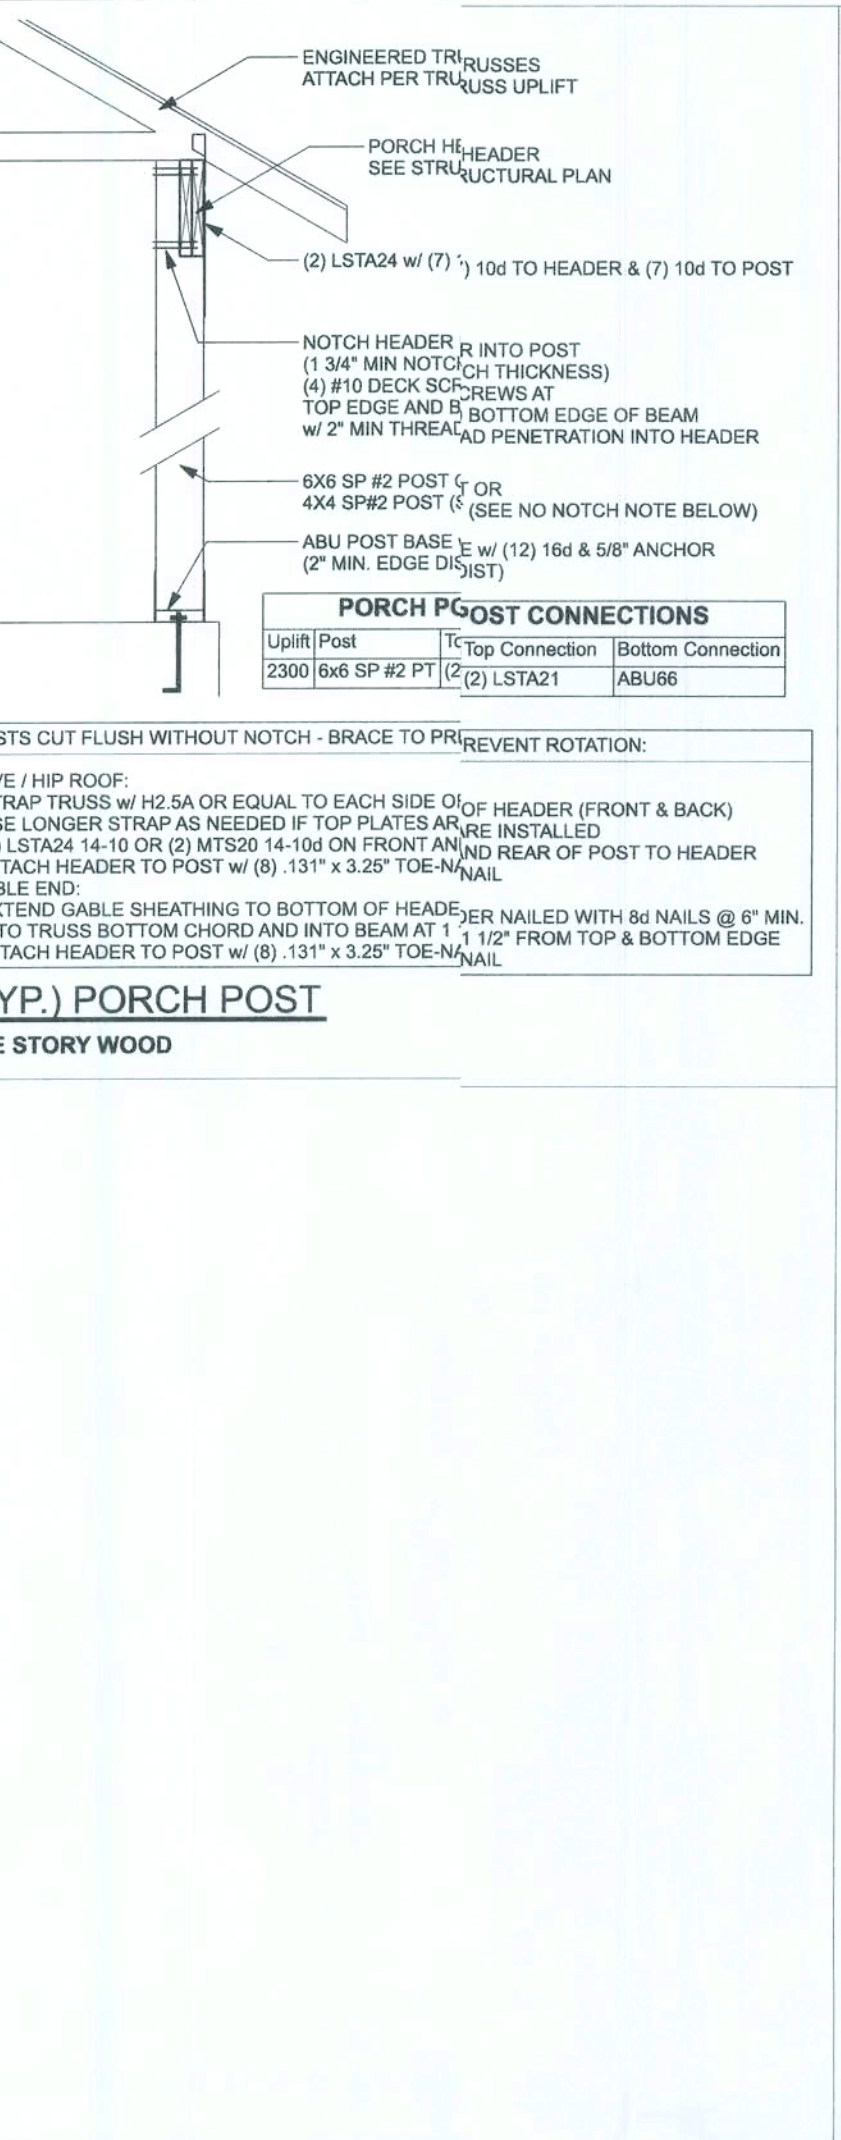 ENGINEERED TRUSSES
ATTACH PER TRUSS UPLIFT
PORCH HEADER
SEE STRUCTURAL PLAN
(2) LSTA24 w/ (7) 10d TO HEADER & (7) 10d TO POST
NOTCH HEADER INTO POST
(1 3/4" MIN NOTCH THICKNESS)
(4) #10 DECK SCREWS AT
TOP EDGE AND BOTTOM EDGE OF BEAM
w/ 2" MIN THREAD PENETRATION INTO HEADER
6X6 SP #2 POST OR
4X4 SP#2 POST (SEE NO NOTCH NOTE BELOW)
ABU POST BASE w/ (12) 16d & 5/8" ANCHOR
(2" MIN. EDGE DIST)
PORCH POST CONNECTIONS
Uplift Post Top Connection Bottom Connection
2300 6x6 SP #2 PT (2) LSTA21 ABU66
STS CUT FLUSH WITHOUT NOTCH - BRACE TO PREVENT ROTATION:
VE / HIP ROOF:
TRAP TRUSS w/ H2.5A OR EQUAL TO EACH SIDE OF HEADER (FRONT & BACK)
SE LONGER STRAP AS NEEDED IF TOP PLATES ARE INSTALLED
) LSTA24 14-10 OR (2) MTS20 14-10d ON FRONT AND REAR OF POST TO HEADER
TTACH HEADER TO POST w/ (8) .131" x 3.25" TOE-NAIL
BLE END:
XTEND GABLE SHEATHING TO BOTTOM OF HEADER NAILED WITH 8d NAILS @ 6" MIN.
TO TRUSS BOTTOM CHORD AND INTO BEAM AT 1 1/2" FROM TOP & BOTTOM EDGE
TTACH HEADER TO POST w/ (8) .131" x 3.25" TOE-NAIL
YP.) PORCH POST
E STORY WOOD